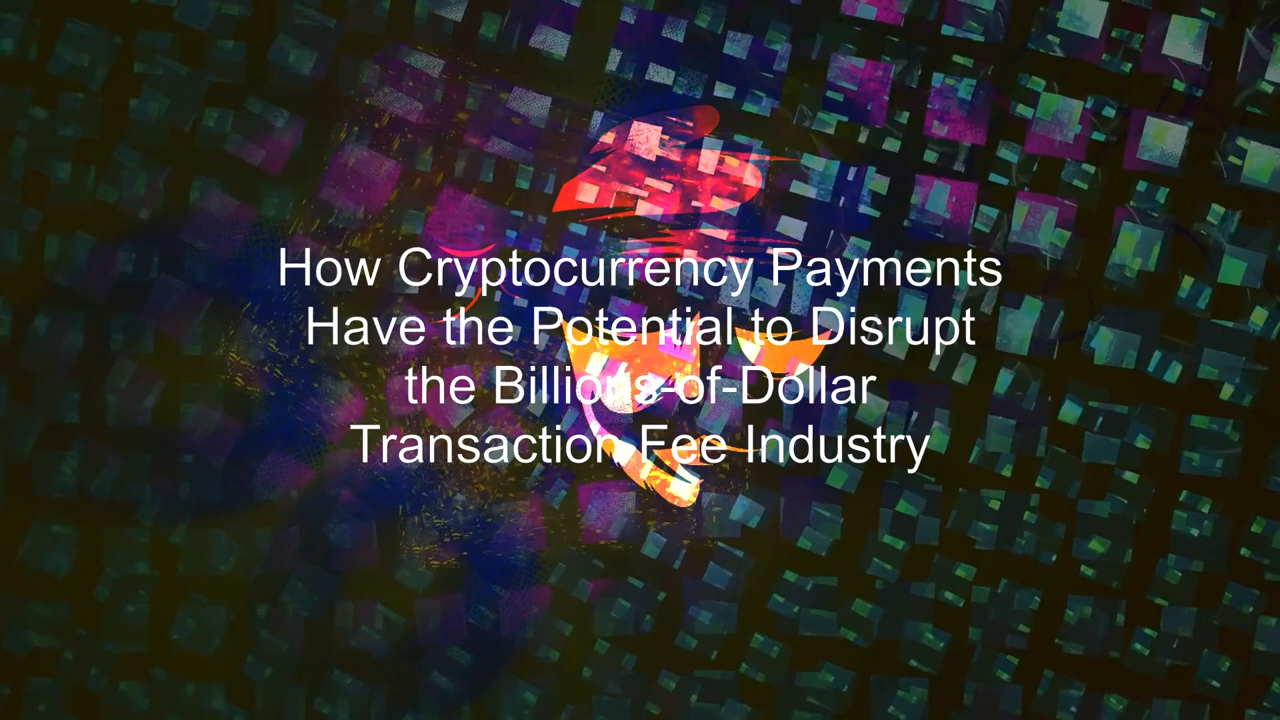 How Cryptocurrency Payments
Have the Potential to Disrupt
the Billions-of-Dollar
Transaction Fee Industry